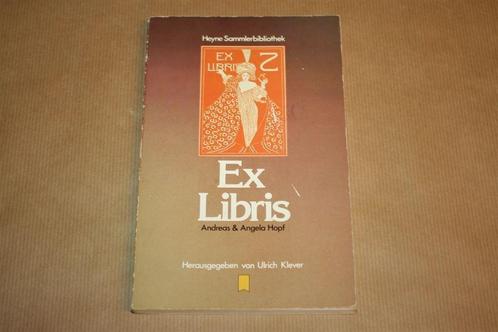 Heyne Sammlerbibliothek
EX
LIBRIS
Z
Ex
Libris
Andreas & Angela Hopf
Herausgegeben von Ulrich Klever